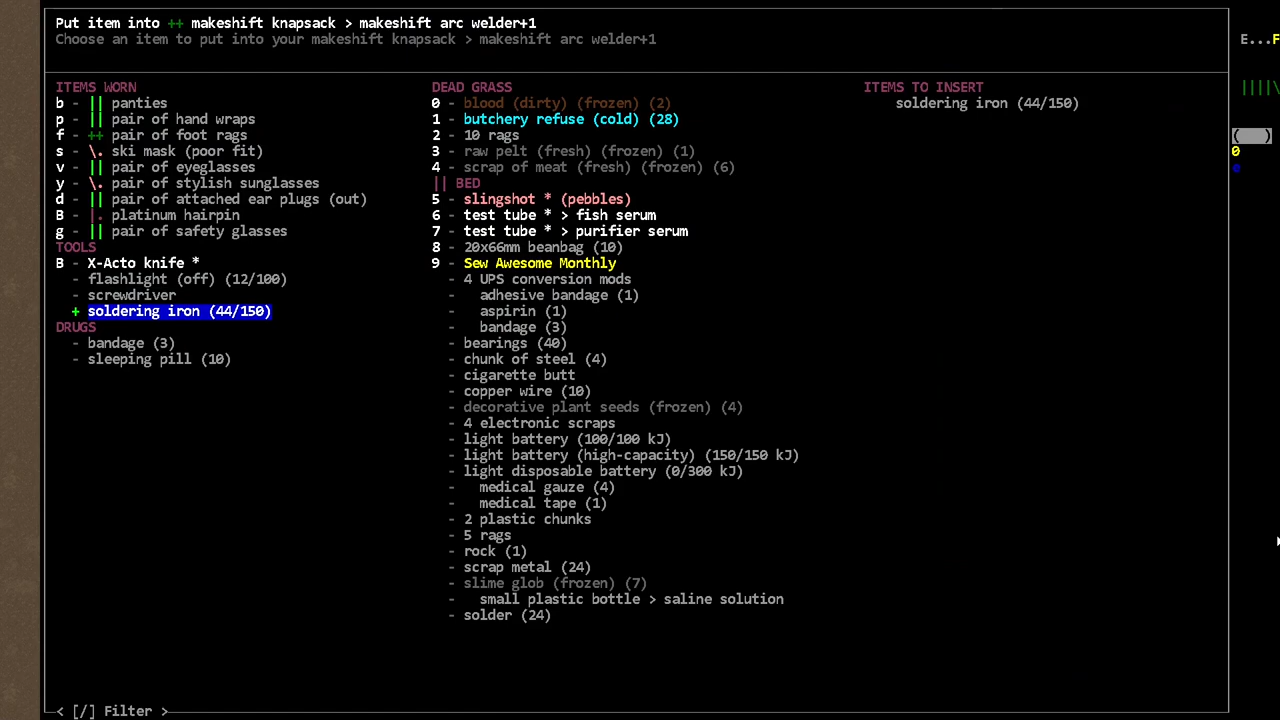 Put item into ++ makeshift knapsack > makeshift arc welder+1
Choose an item to put into your makeshift knapsack > makeshift arc welder+1
E...F
ITEMS WORN
b - || panties
p - || pair of hand wraps
f - ++ pair of foot rags
s - \. ski mask (poor fit)
v - || pair of eyeglasses
y - \. pair of stylish sunglasses
d - || pair of attached ear plugs (out)
B - |. platinum hairpin
g - || pair of safety glasses
TOOLS
B - X-Acto knife *
- flashlight (off) (12/100)
- screwdriver
+ soldering iron (44/150)
DRUGS
- bandage (3)
- sleeping pill (10)
DEAD GRASS
0 - blood (dirty) (frozen) (2)
1 - butchery refuse (cold) (28)
2 - 10 rags
3 - raw pelt (fresh) (frozen) (1)
4 - scrap of meat (fresh) (frozen) (6)
|| BED
5 - slingshot * (pebbles)
6 - test tube * > fish serum
7 - test tube * > purifier serum
8 - 20x66mm beanbag (10)
9 - Sew Awesome Monthly
- 4 UPS conversion mods
- adhesive bandage (1)
- aspirin (1)
- bandage (3)
- bearings (40)
- chunk of steel (4)
- cigarette butt
- copper wire (10)
- decorative plant seeds (frozen) (4)
- 4 electronic scraps
- light battery (100/100 kJ)
- light battery (high-capacity) (150/150 kJ)
- light disposable battery (0/300 kJ)
- medical gauze (4)
- medical tape (1)
- 2 plastic chunks
- 5 rags
- rock (1)
- scrap metal (24)
- slime glob (frozen) (7)
- small plastic bottle > saline solution
- solder (24)
ITEMS TO INSERT
soldering iron (44/150)
||||\
( )
0
< [/] Filter >